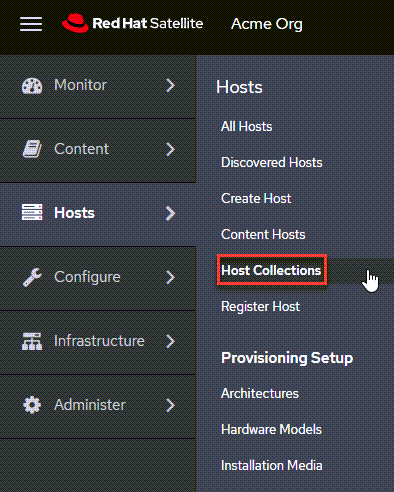 Red Hat Satellite Acme Org
Monitor
Content
Hosts
Configure
Infrastructure
Administer
Hosts
All Hosts
Discovered Hosts
Create Host
Content Hosts
Host Collections
Register Host
Provisioning Setup
Architectures
Hardware Models
Installation Media